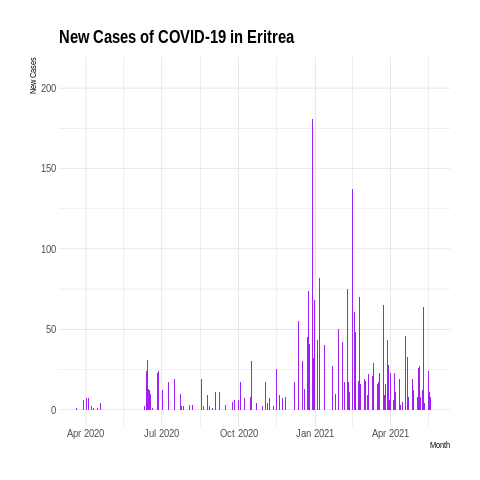 New Cases of COVID-19 in Eritrea
New Cases
200
150
100
50
0
Apr 2020 Jul 2020 Oct 2020 Jan 2021 Apr 2021
Month